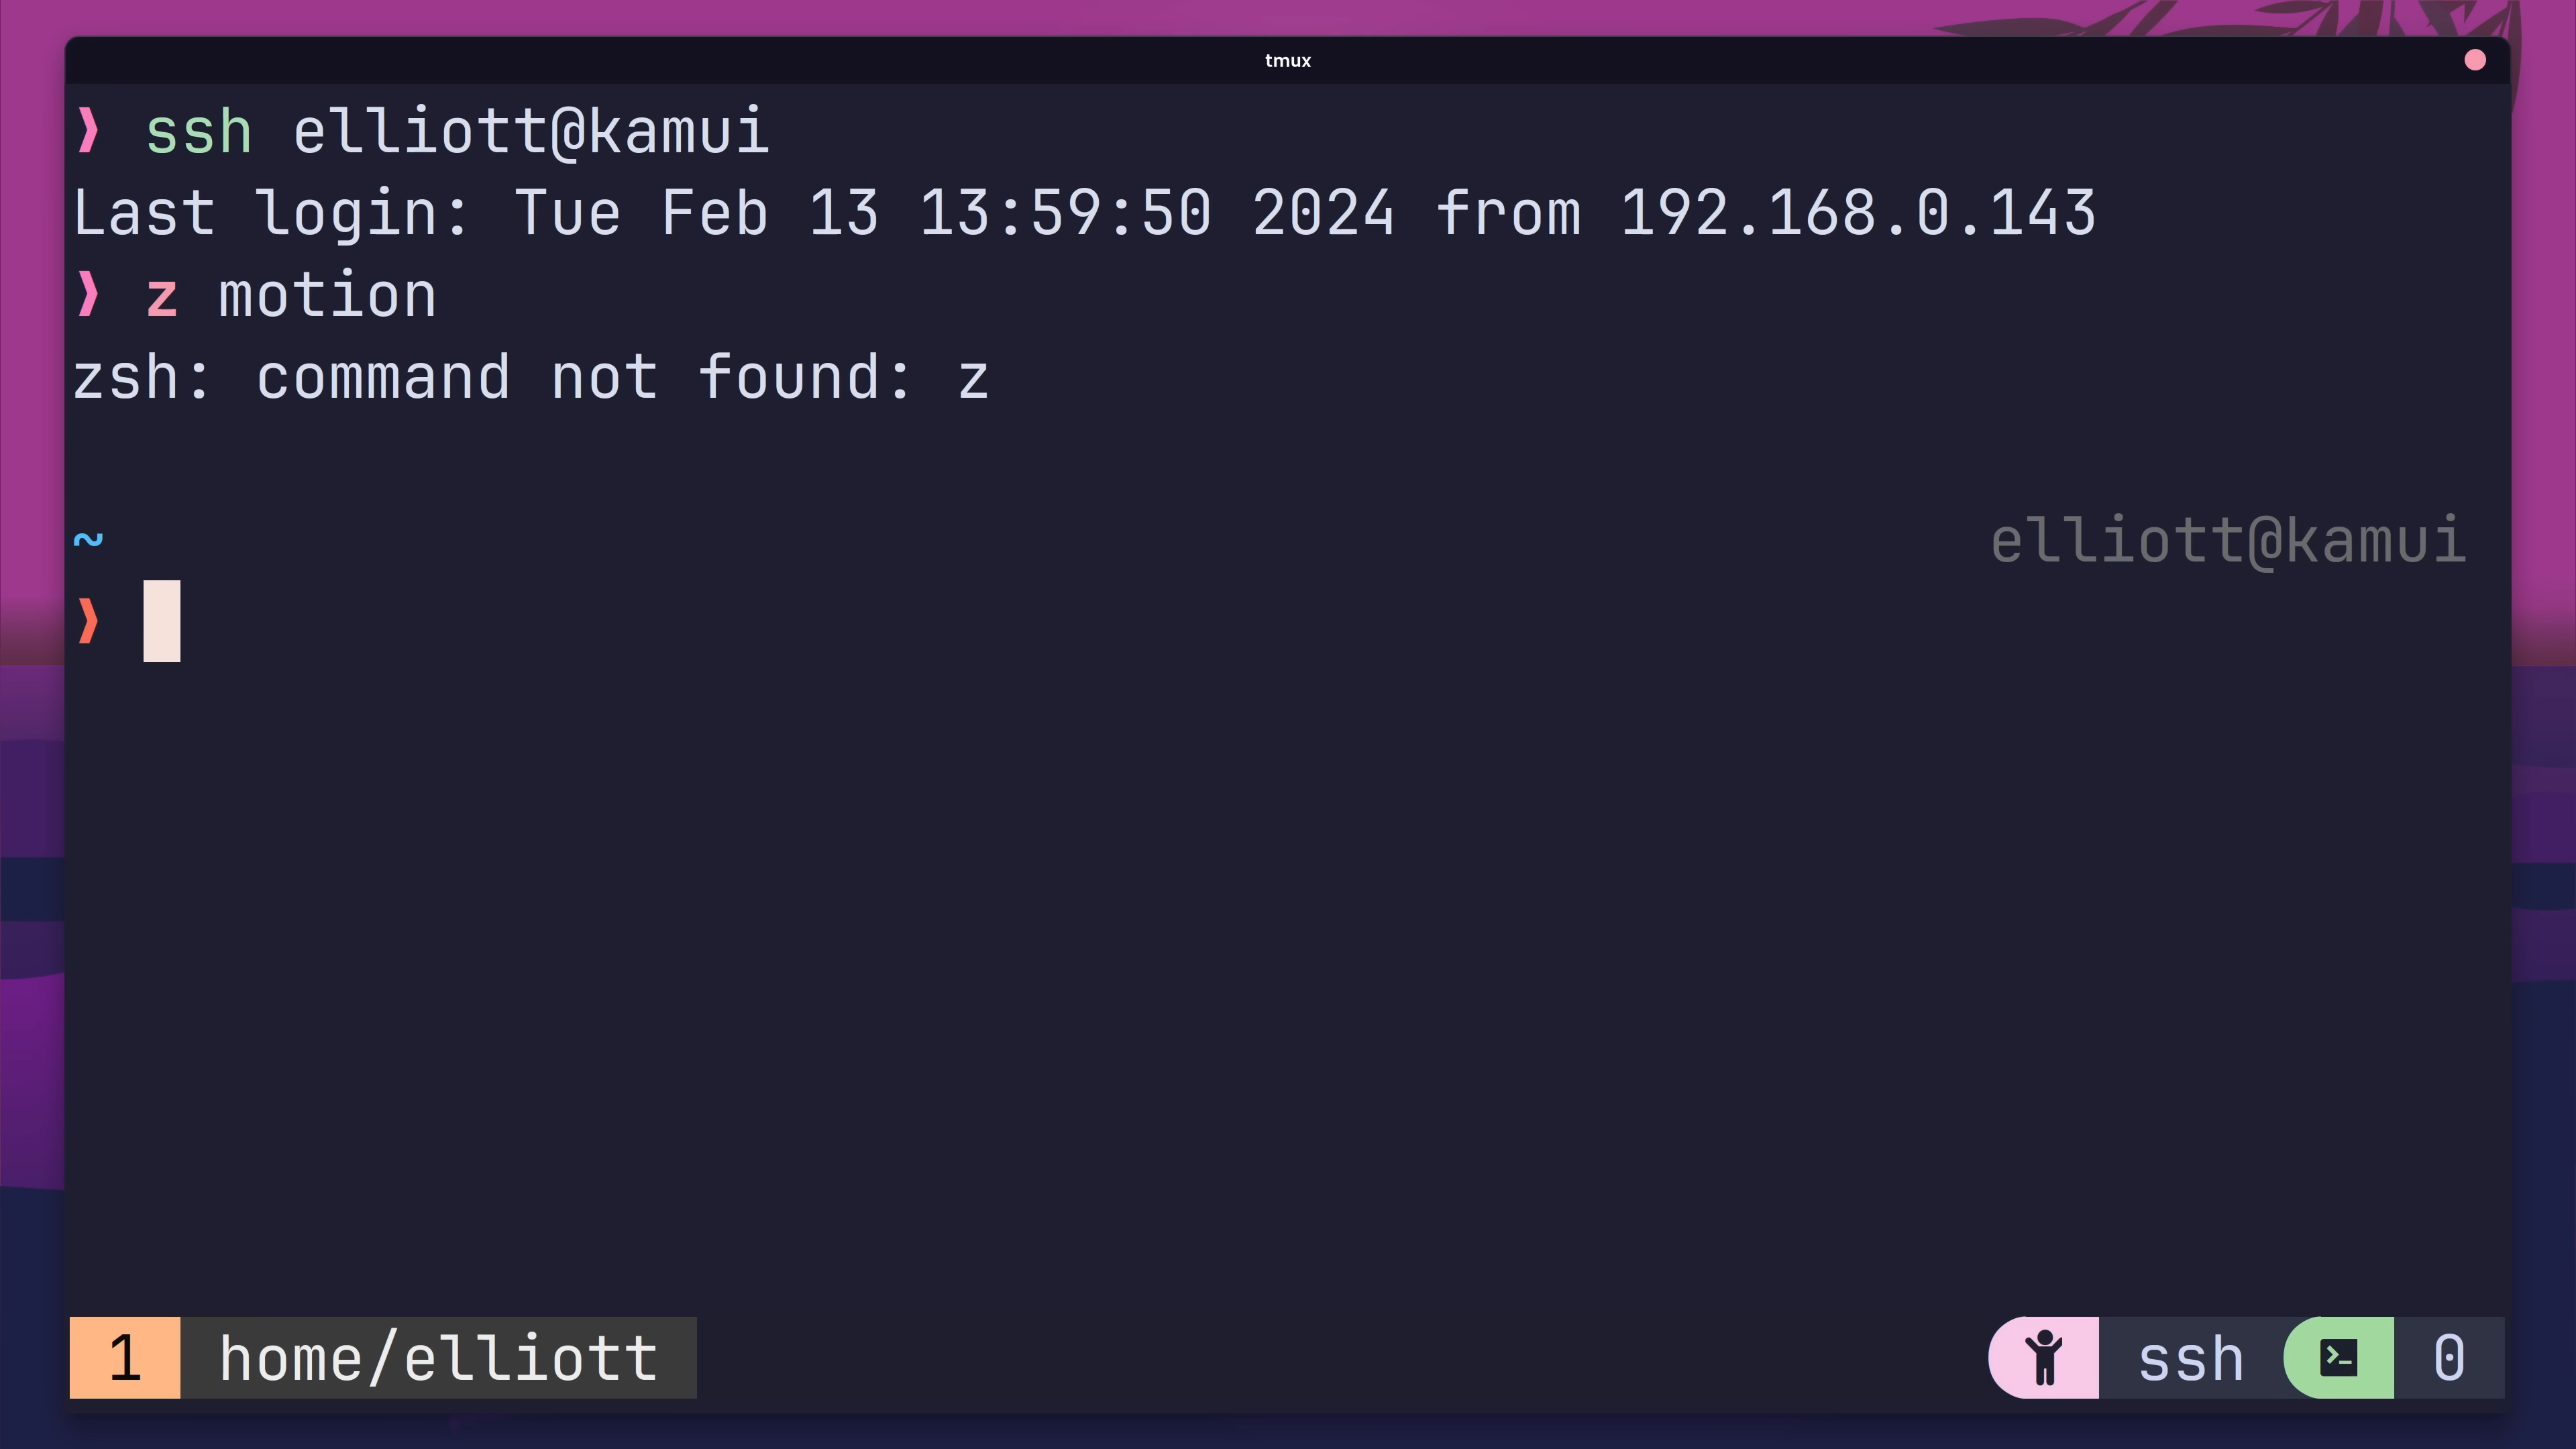 tmux
❱ ssh elliott@kamui
Last login: Tue Feb 13 13:59:50 2024 from 192.168.0.143
❱ z motion
zsh: command not found: z
~ elliott@kamui
❱
1 home/elliott ssh >_ 0